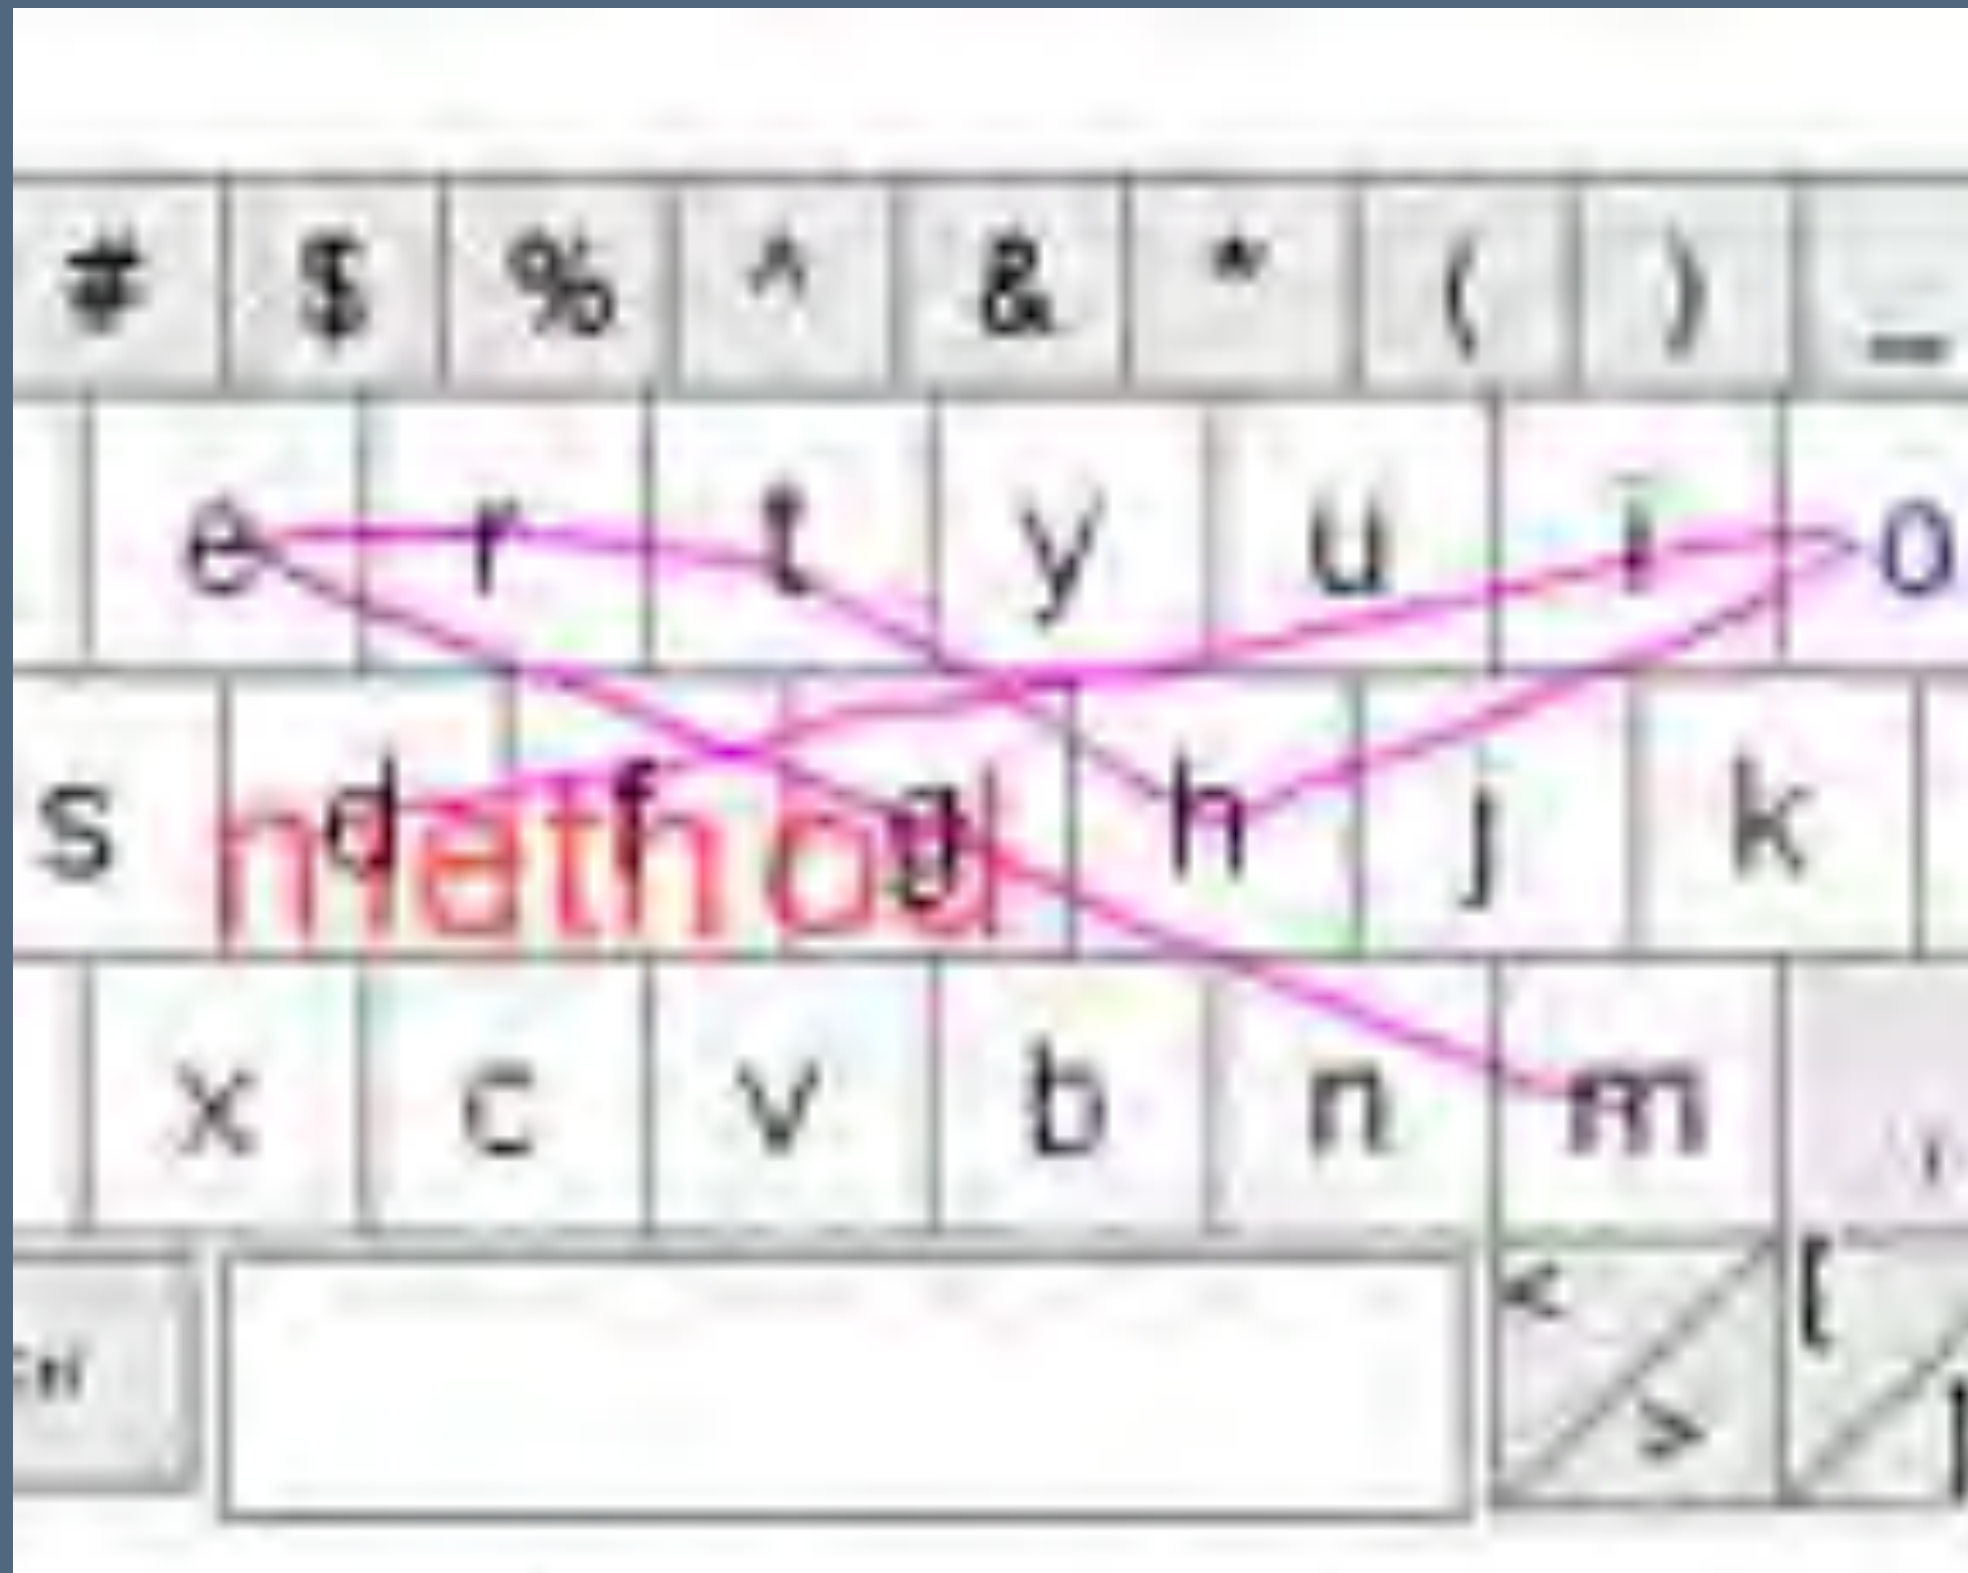 # $ % ^ & * ( ) _
e r t y u i o
s d f g h j k
method
x c v b n m ,
< > [